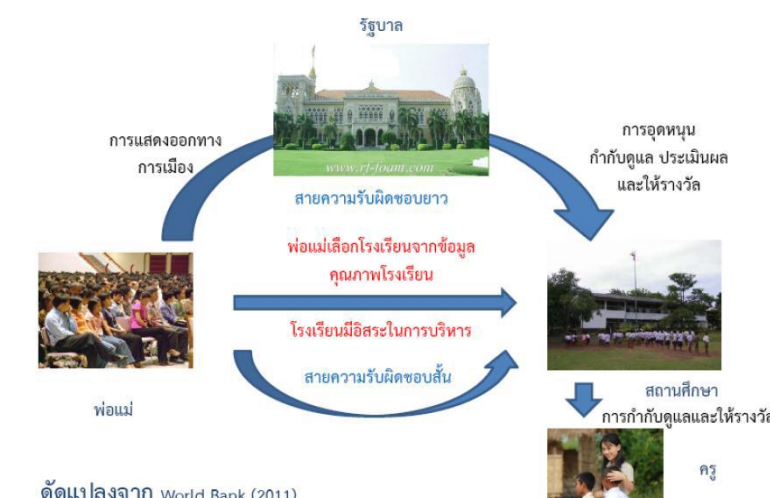 รัฐบาล
การแสดงออกทาง
การเมือง
การอุดหนุน
กำกับดูแล ประเมินผล
และให้รางวัล
www.rf-foam.com
สายความรับผิดชอบยาว
พ่อแม่เลือกโรงเรียนจากข้อมูล
คุณภาพโรงเรียน
โรงเรียนมีอิสระในการบริหาร
สายความรับผิดชอบสั้น
พ่อแม่
สถานศึกษา
การกำกับดูแลและให้รางวัล
ครู
ดัดแปลงจาก World Bank (2011)